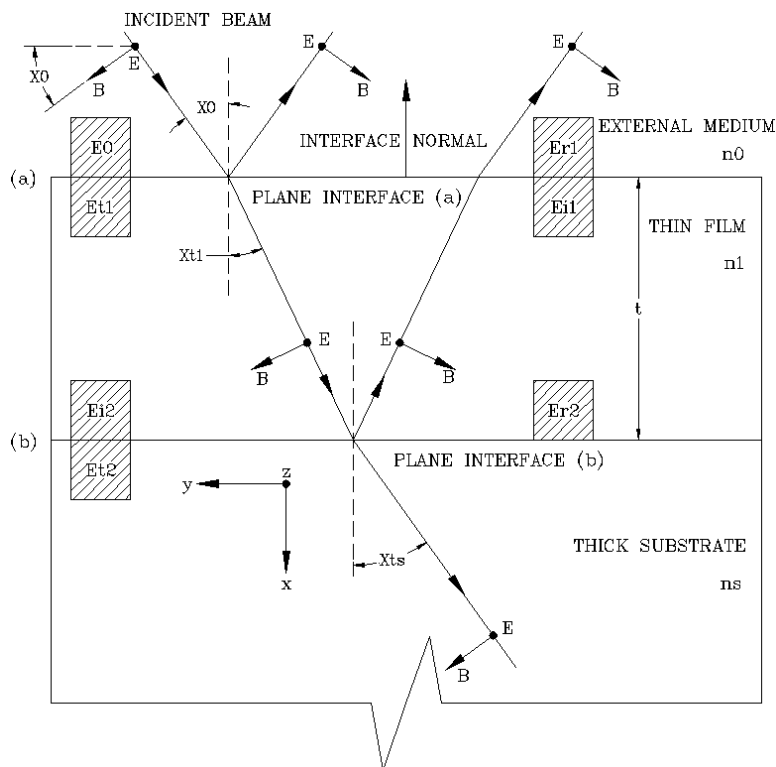 INCIDENT BEAM
E
E
E
X0
B
X0
B
B
INTERFACE NORMAL
EXTERNAL MEDIUM
n0
E0
Er1
(a)
PLANE INTERFACE (a)
Et1
Ei1
THIN FILM
n1
Xt1
t
E
E
B
B
Ei2
Er2
(b)
PLANE INTERFACE (b)
Et2
z
y
x
Xts
THICK SUBSTRATE
ns
E
B